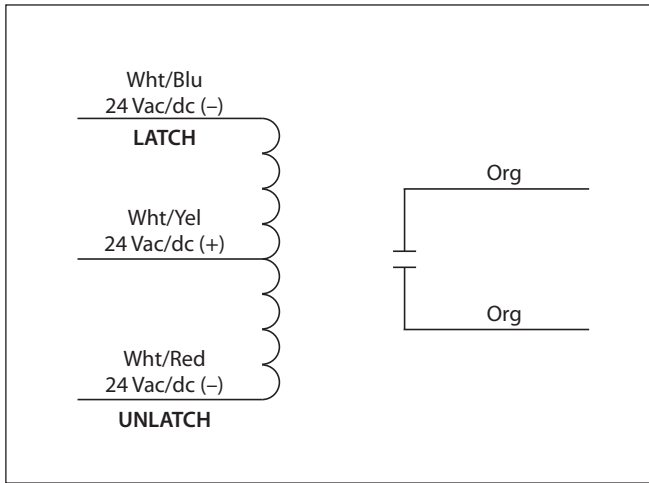 Wht/Blu
24 Vac/dc (–)
LATCH
Wht/Yel
24 Vac/dc (+)
Wht/Red
24 Vac/dc (–)
UNLATCH
Org
Org